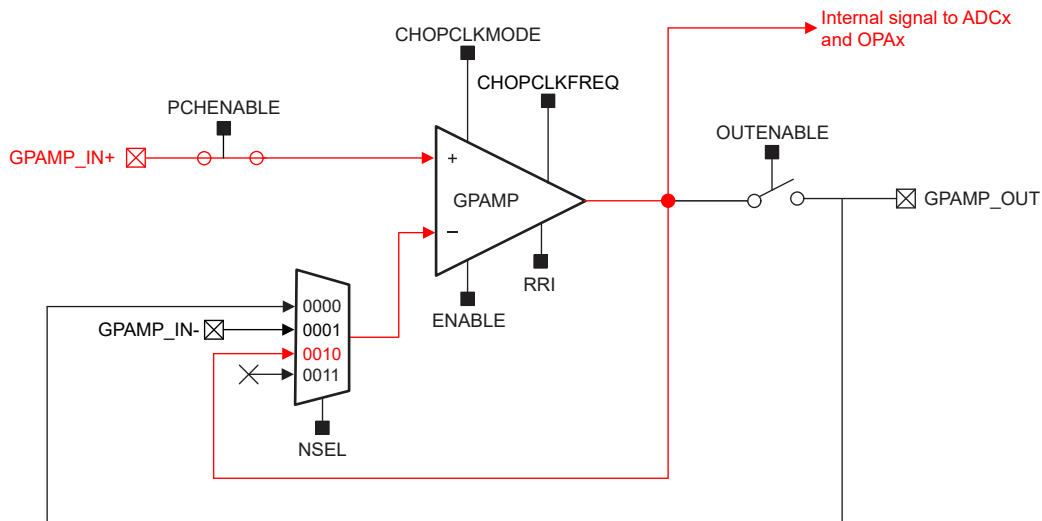 Internal signal to ADCx
and OPAx
CHOPCLKMODE
CHOPCLKFREQ
PCHENABLE
OUTENABLE
GPAMP_IN+
+
GPAMP
−
GPAMP_OUT
RRI
ENABLE
0000
GPAMP_IN-
0001
0010
0011
NSEL